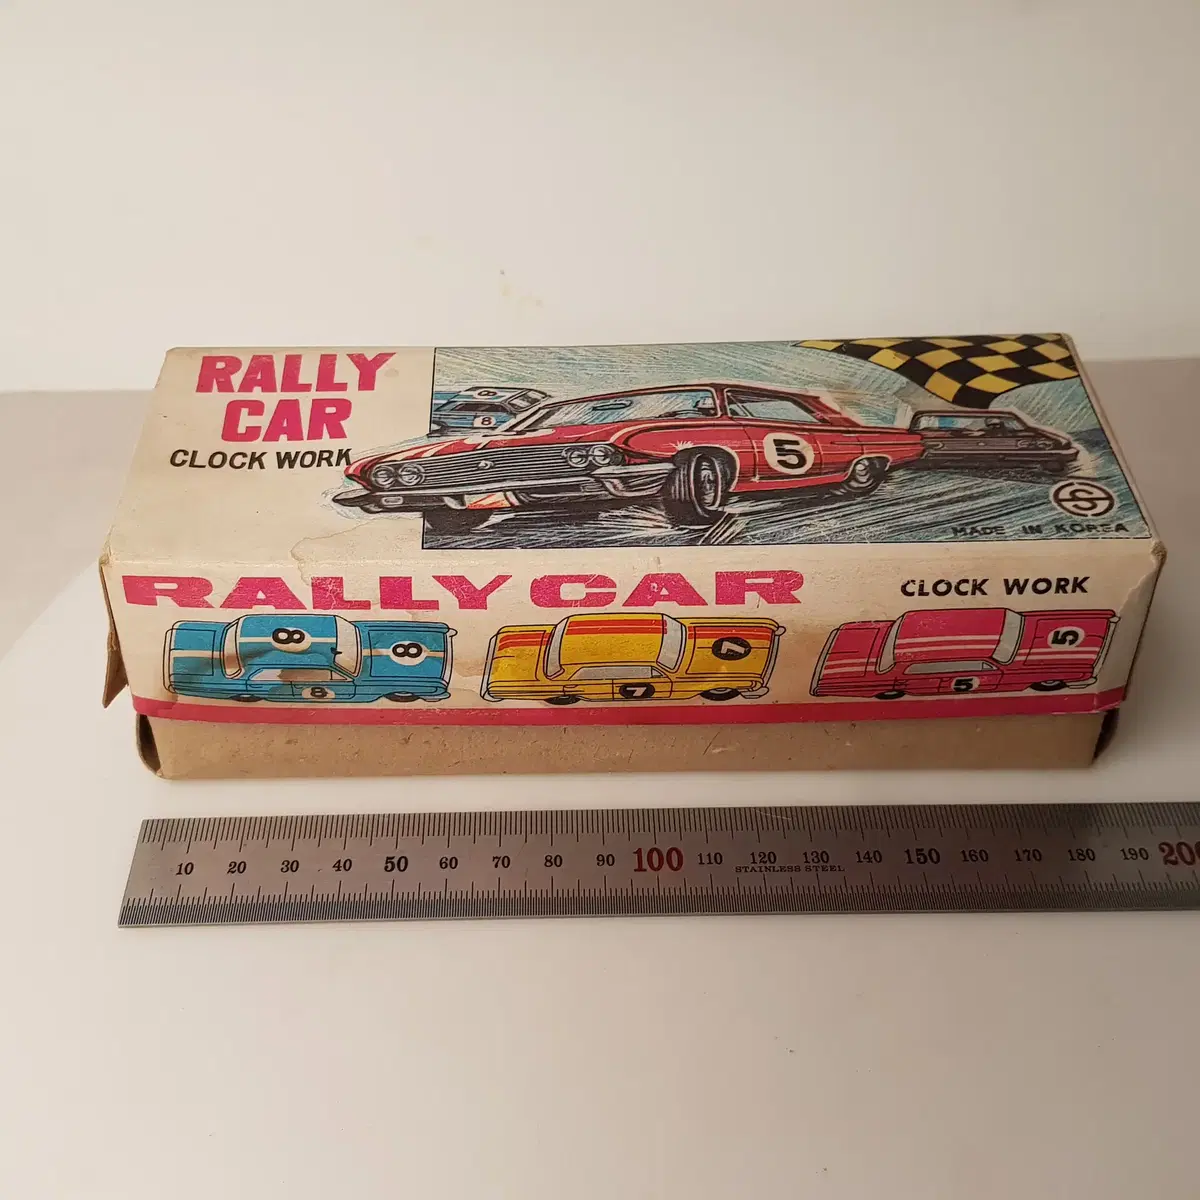 RALLY
CAR
CLOCK WORK
8
8
5
MADE IN KOREA
RALLY CAR
CLOCK WORK
8
8
8
7
7
5
5
10 20 30 40 50 60 70 80 90 100 110 120 130 140 150 160 170 180 190 200
STAINLESS STEEL